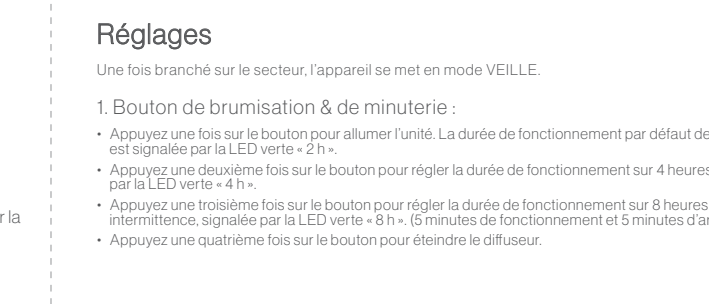 Réglages
Une fois branché sur le secteur, l'appareil se met en mode VEILLE.
1. Bouton de brumisation & de minuterie :
• Appuyez une fois sur le bouton pour allumer l'unité. La durée de fonctionnement par défaut de
est signalée par la LED verte « 2 h ».
• Appuyez une deuxième fois sur le bouton pour régler la durée de fonctionnement sur 4 heures
par la LED verte « 4 h ».
• Appuyez une troisième fois sur le bouton pour régler la durée de fonctionnement sur 8 heures
r la
intermittence, signalée par la LED verte « 8 h ». (5 minutes de fonctionnement et 5 minutes d'ar
• Appuyez une quatrième fois sur le bouton pour éteindre le diffuseur.